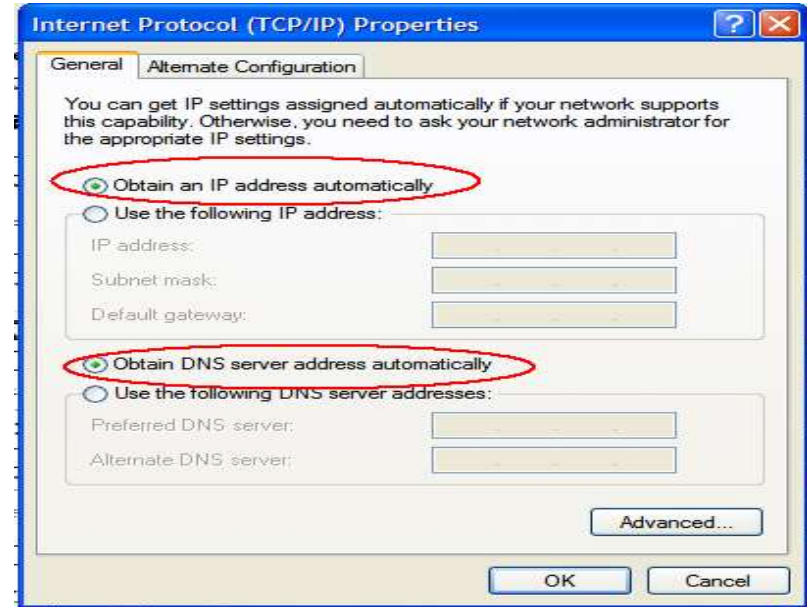 Internet Protocol (TCP/IP) Properties
General
Alternate Configuration
You can get IP settings assigned automatically if your network supports
this capability. Otherwise, you need to ask your network administrator for
the appropriate IP settings.
Obtain an IP address automatically
Use the following IP address:
IP address:
Subnet mask:
Default gateway:
Obtain DNS server address automatically
Use the following DNS server addresses:
Preferred DNS server:
Alternate DNS server:
Advanced...
OK
Cancel